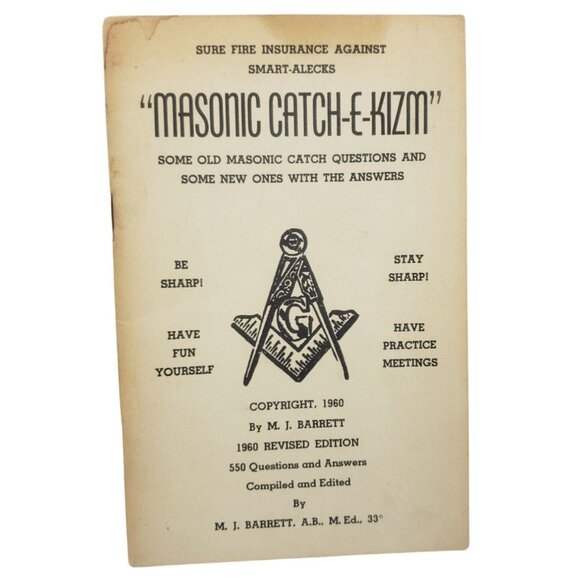 SURE FIRE INSURANCE AGAINST
SMART-ALECKS
"MASONIC CATCH-E-KIZM"
SOME OLD MASONIC CATCH QUESTIONS AND
SOME NEW ONES WITH THE ANSWERS
BE
SHARP!
STAY
SHARP!
G
HAVE
FUN
YOURSELF
HAVE
PRACTICE
MEETINGS
COPYRIGHT, 1960
By M. J. BARRETT
1960 REVISED EDITION
550 Questions and Answers
Compiled and Edited
By
M. J. BARRETT, A.B., M. Ed., 33°